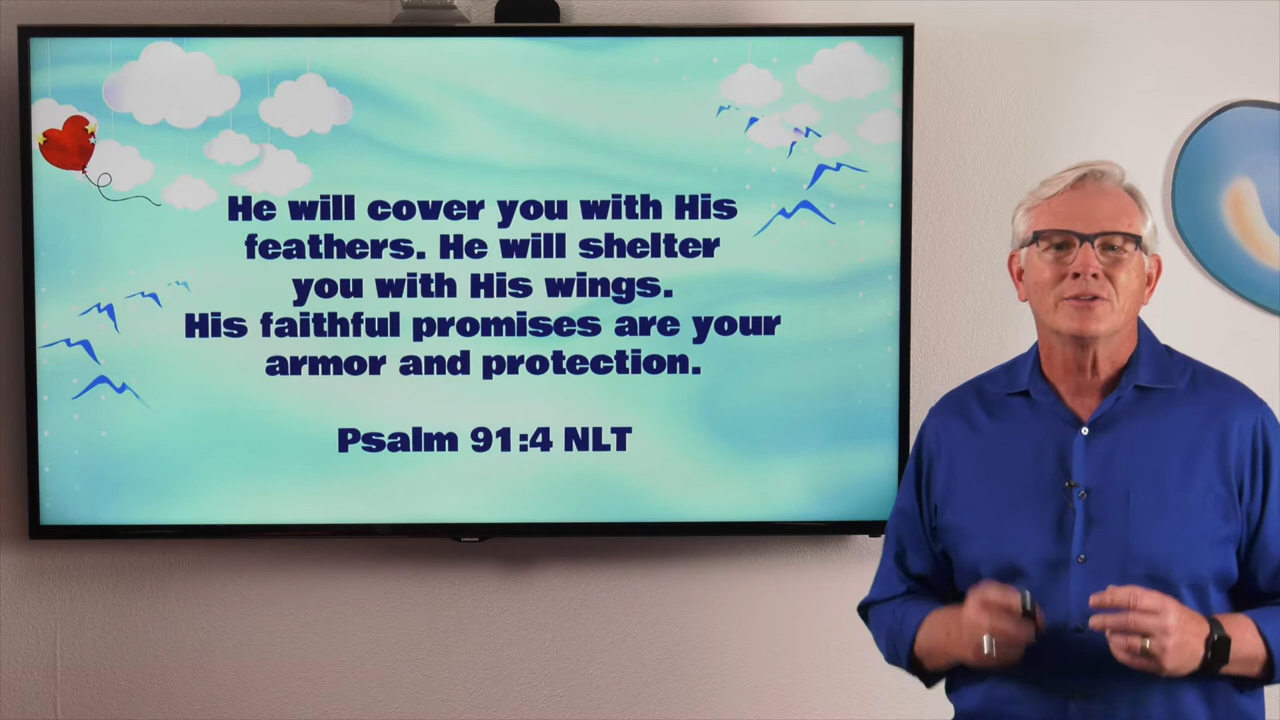 He will cover you with His
feathers. He will shelter
you with His wings.
His faithful promises are your
armor and protection.
Psalm 91:4 NLT
SAMSUNG